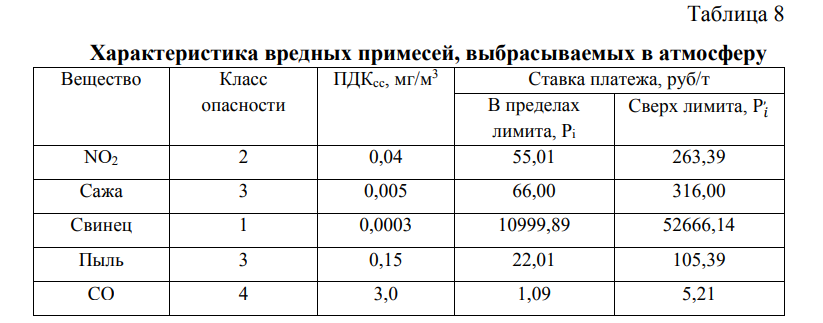 Таблица 8
Характеристика вредных примесей, выбрасываемых в атмосферу
Вещество Класс опасности ПДКсс, мг/м³ Ставка платежа, руб/т
В пределах лимита, Pi Сверх лимита, P′i
NO₂ 2 0,04 55,01 263,39
Сажа 3 0,005 66,00 316,00
Свинец 1 0,0003 10999,89 52666,14
Пыль 3 0,15 22,01 105,39
CO 4 3,0 1,09 5,21